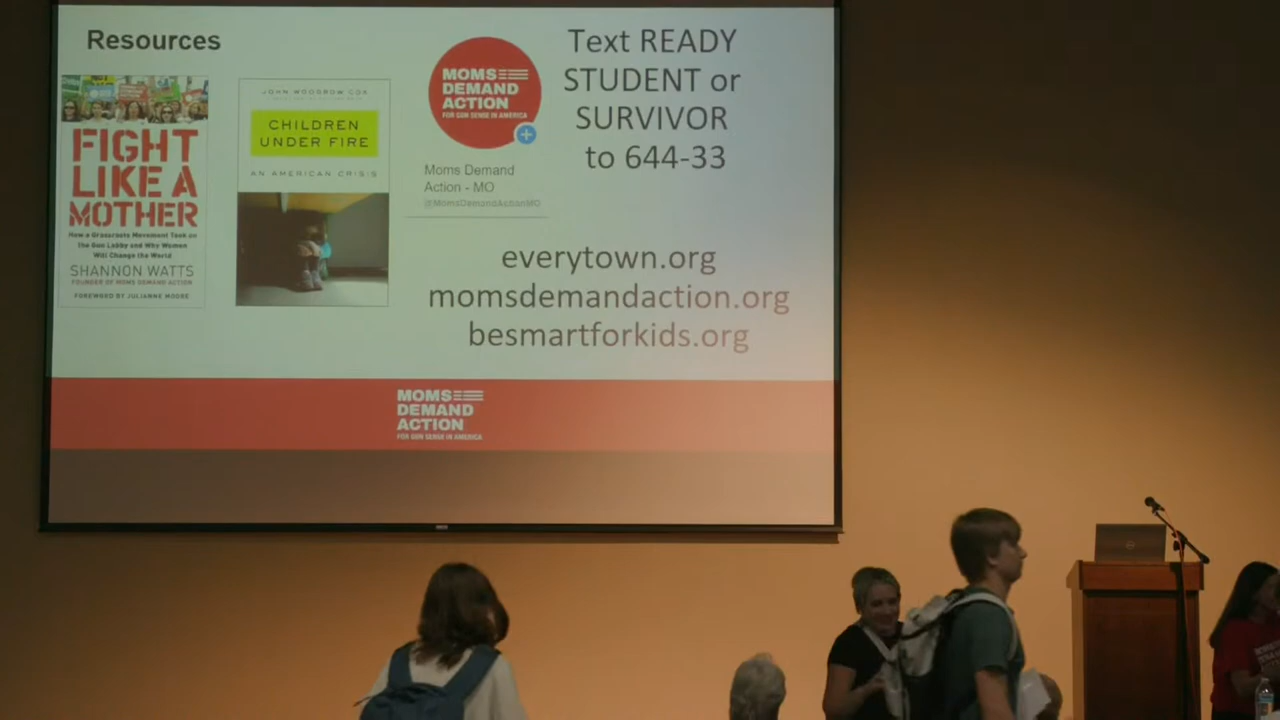 Resources
FIGHT
LIKE A
MOTHER
How a Grassroots Movement Took on
the Gun Lobby and Why Women
Will Change the World
SHANNON WATTS
FOUNDER OF MOMS DEMAND ACTION
FOREWORD BY JULIANNE MOORE
JOHN WOODROW COX
CHILDREN
UNDER FIRE
AN AMERICAN CRISIS
MOMS
DEMAND
ACTION
FOR GUN SENSE IN AMERICA
Moms Demand
Action - MO
@MomsDemandActionMO
Text READY
STUDENT or
SURVIVOR
to 644-33
everytown.org
momsdemandaction.org
besmartforkids.org
MOMS
DEMAND
ACTION
FOR GUN SENSE IN AMERICA